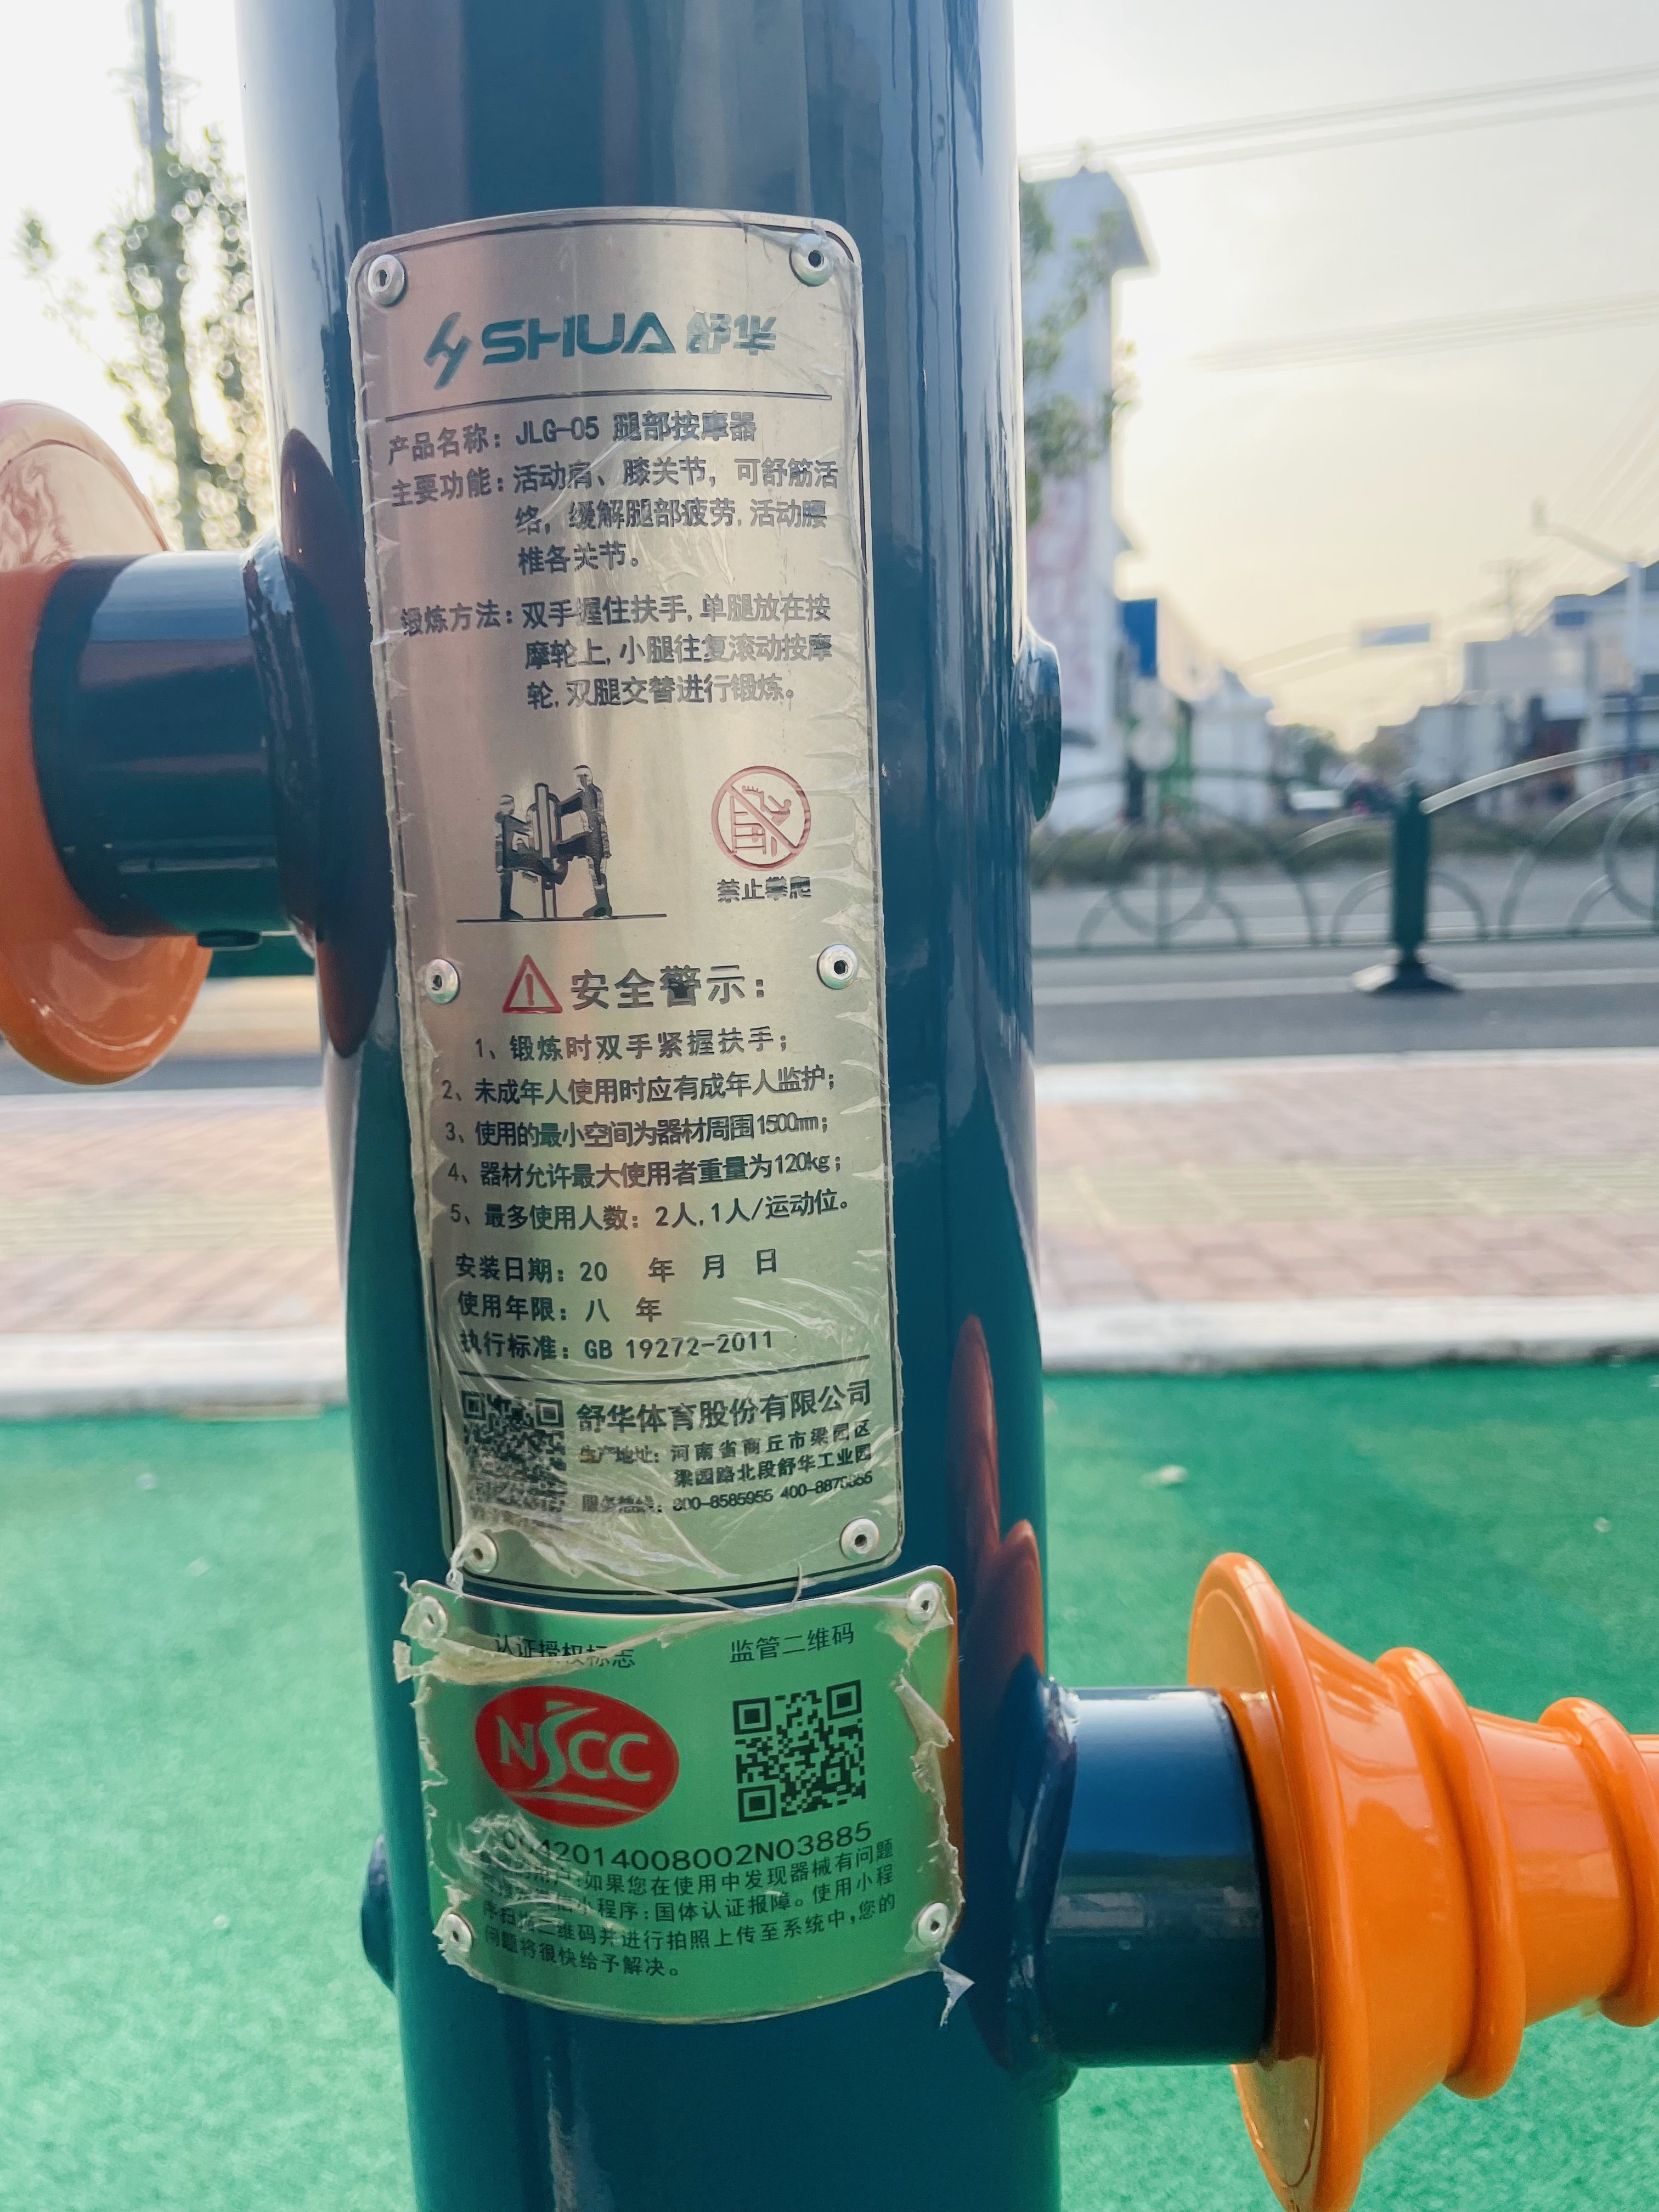 SHUA 舒华
产品名称：JLG-05 腿部按摩器
主要功能：活动肩、膝关节，可舒筋活
络，缓解腿部疲劳，活动腰
椎各关节。
锻炼方法：双手握住扶手，单腿放在按
摩轮上，小腿往复滚动按摩
轮，双腿交替进行锻炼。
禁止攀爬
安全警示：
1、锻炼时双手紧握扶手；
2、未成年人使用时应有成年人监护；
3、使用的最小空间为器材周围1500mm；
4、器材允许最大使用者重量为120kg；
5、最多使用人数：2人，1人/运动位。
安装日期：20 年 月 日
使用年限：八 年
执行标准：GB 19272-2011
舒华体育股份有限公司
生产地址：河南省商丘市梁园区
梁园路北段舒华工业园
服务热线：800-8585955
认证授权标志 监管二维码
NSCC
2014008002N03885
用户：如果您在使用中发现器械有问题
小程序：国体认证报障。使用小程
序扫描二维码并进行拍照上传至系统中，您的
问题将很快给予解决。